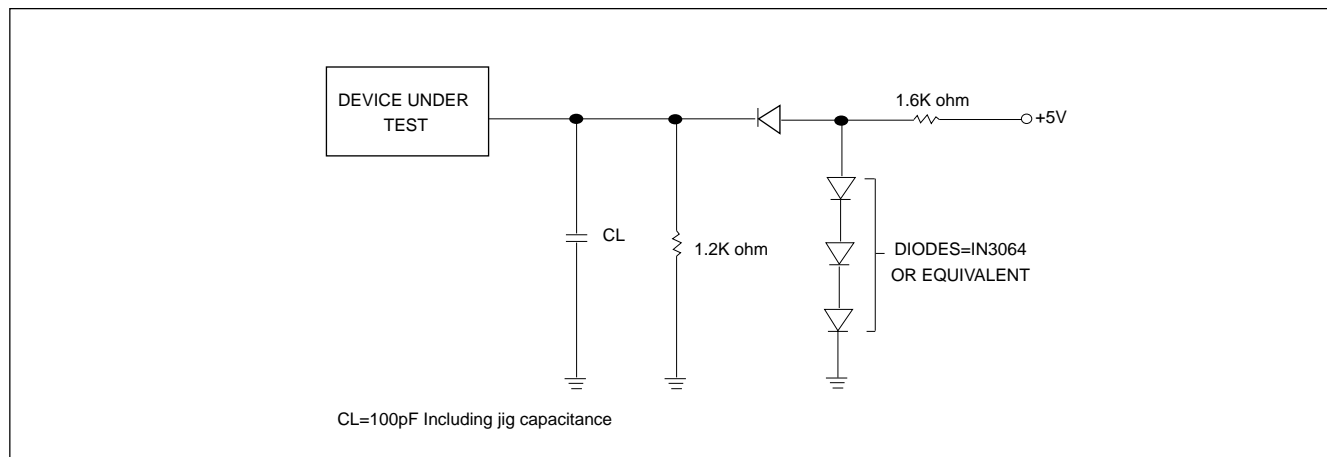 DEVICE UNDER
TEST
1.6K ohm
+5V
CL
1.2K ohm
DIODES=IN3064
OR EQUIVALENT
CL=100pF Including jig capacitance